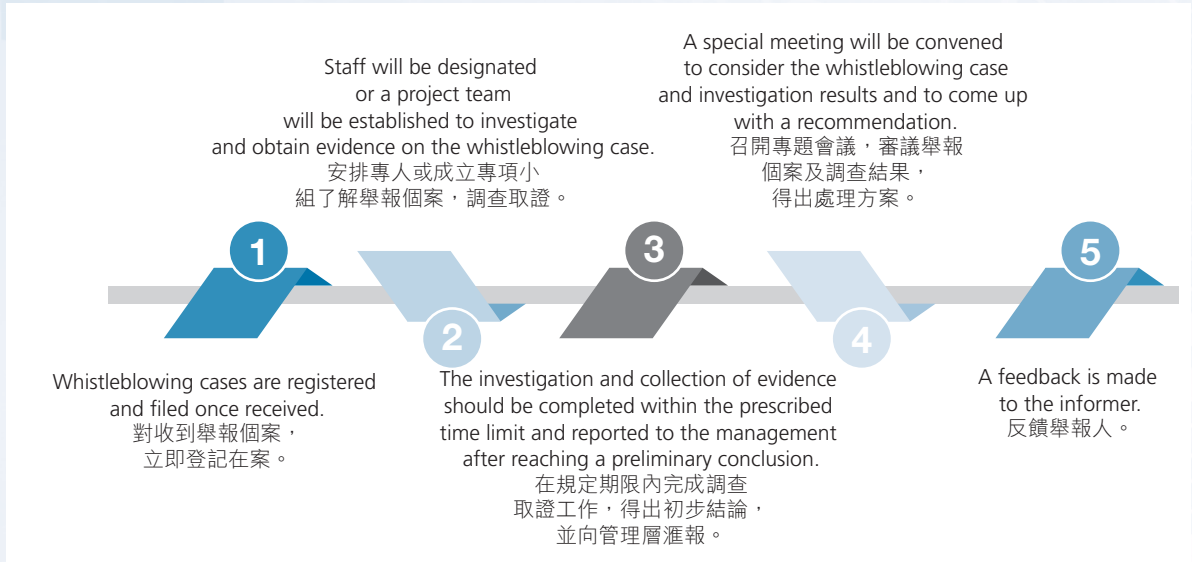 1
Whistleblowing cases are registered
and filed once received.
對收到舉報個案，
立即登記在案。
Staff will be designated
or a project team
will be established to investigate
and obtain evidence on the whistleblowing case.
安排專人或成立專項小
組了解舉報個案，調查取證。
2
3
The investigation and collection of evidence
should be completed within the prescribed
time limit and reported to the management
after reaching a preliminary conclusion.
在規定期限內完成調查
取證工作，得出初步結論，
並向管理層滙報。
A special meeting will be convened
to consider the whistleblowing case
and investigation results and to come up
with a recommendation.
召開專題會議，審議舉報
個案及調查結果，
得出處理方案。
4
5
A feedback is made
to the informer.
反饋舉報人。